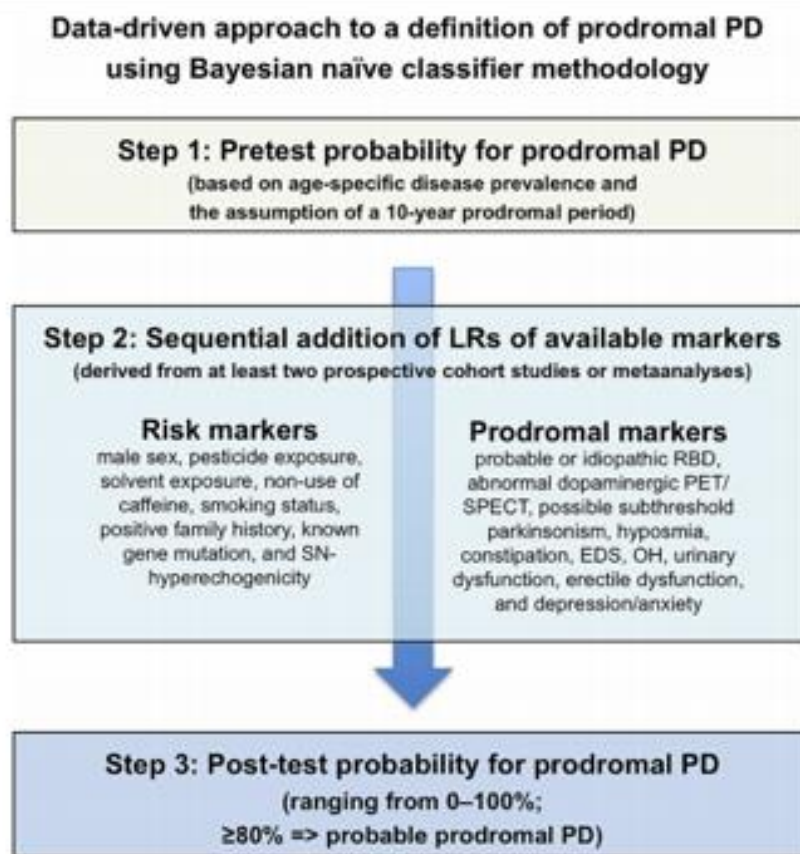 Data-driven approach to a definition of prodromal PD
using Bayesian naïve classifier methodology
Step 1: Pretest probability for prodromal PD
(based on age-specific disease prevalence and
the assumption of a 10-year prodromal period)
Step 2: Sequential addition of LRs of available markers
(derived from at least two prospective cohort studies or metaanalyses)
Risk markers
male sex, pesticide exposure,
solvent exposure, non-use of
caffeine, smoking status,
positive family history, known
gene mutation, and SN-
hyperechogenicity
Prodromal markers
probable or idiopathic RBD,
abnormal dopaminergic PET/
SPECT, possible subthreshold
parkinsonism, hyposmia,
constipation, EDS, OH, urinary
dysfunction, erectile dysfunction,
and depression/anxiety
Step 3: Post-test probability for prodromal PD
(ranging from 0–100%;
≥80% => probable prodromal PD)